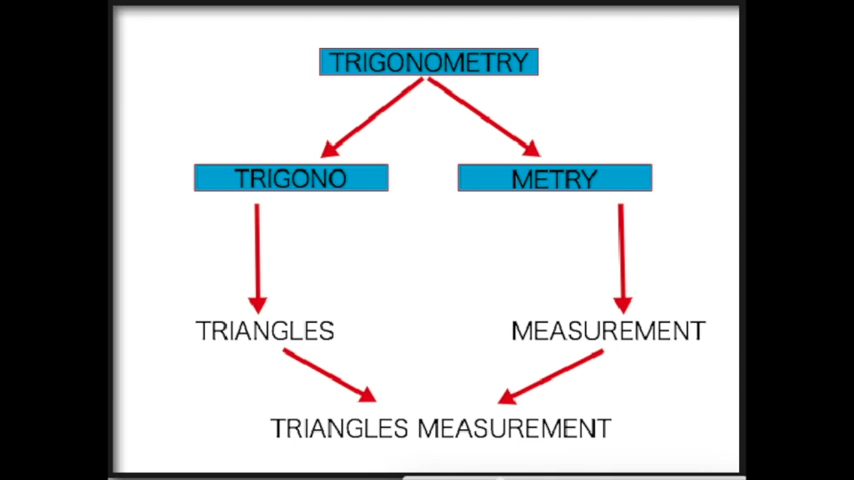 TRIGONOMETRY
TRIGONO
METRY
TRIANGLES
MEASUREMENT
TRIANGLES MEASUREMENT